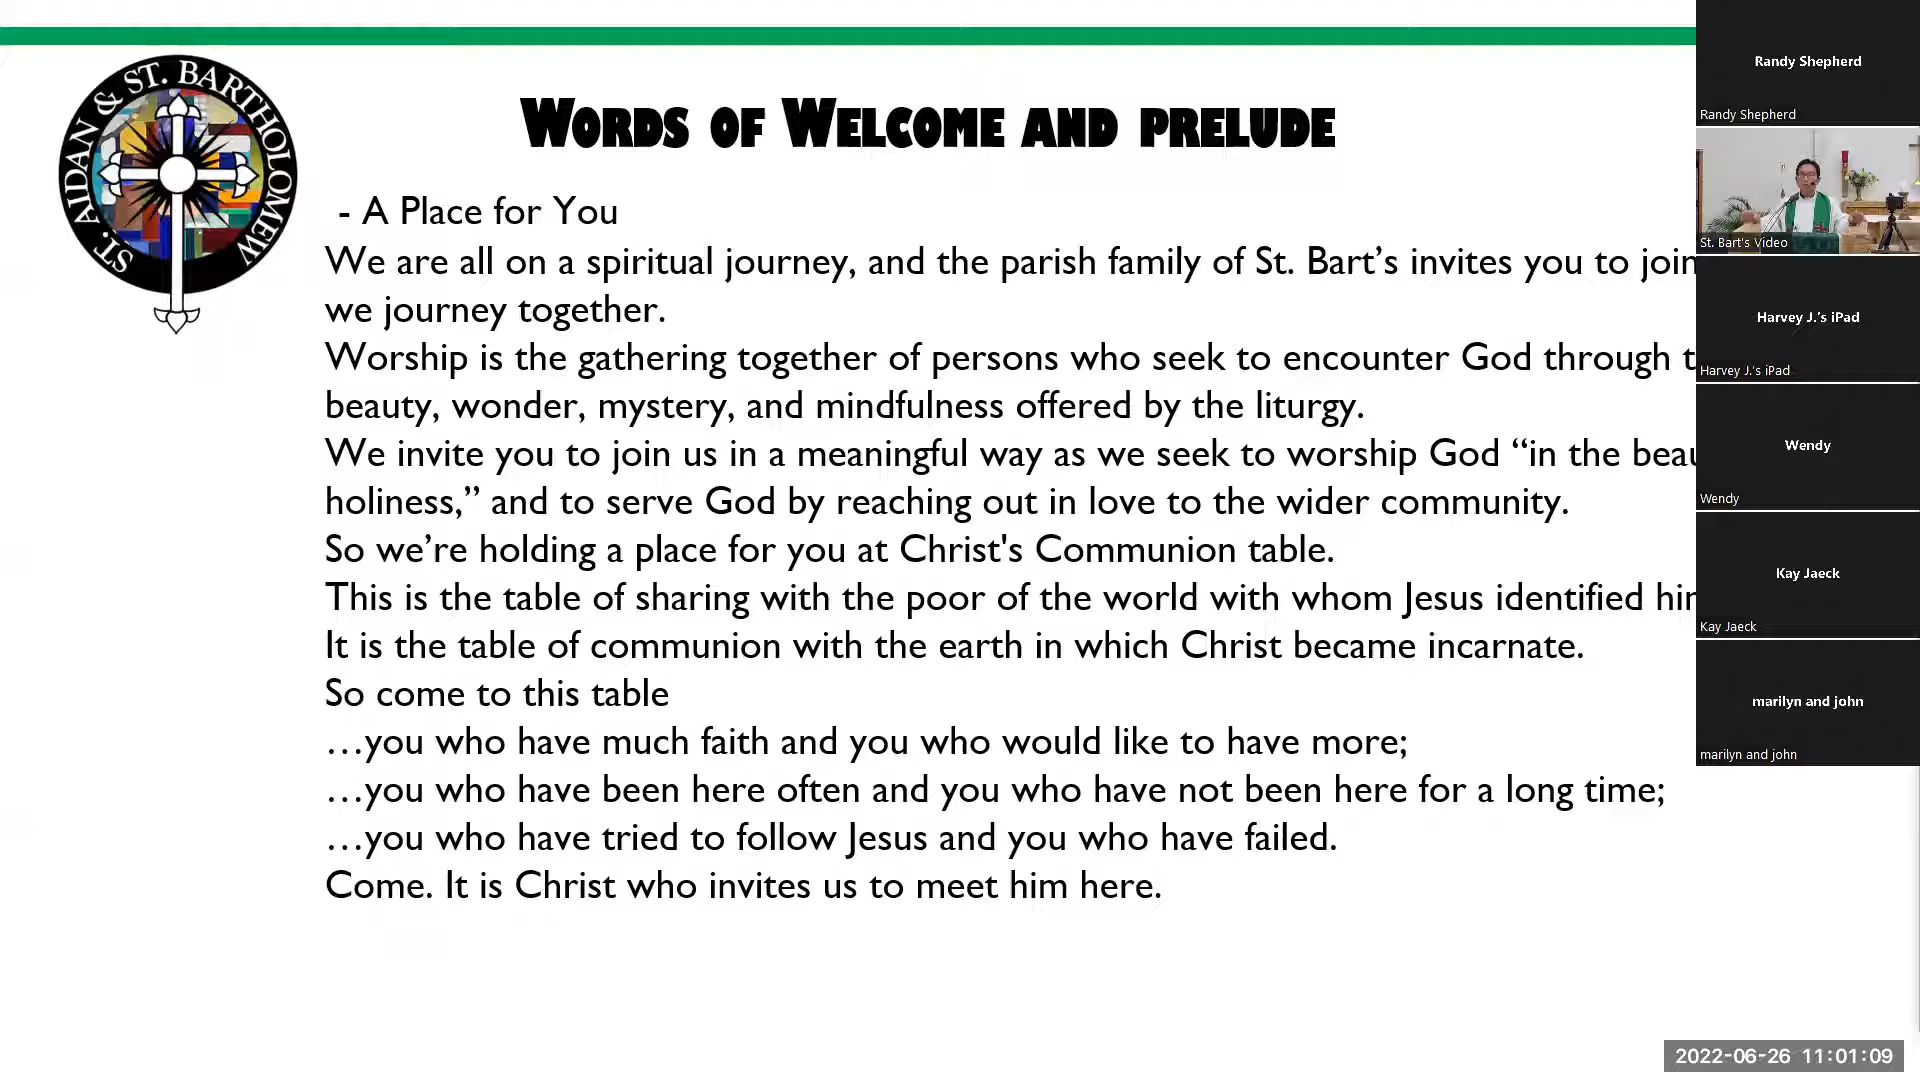 ST. AIDAN & ST. BARTHOLOMEW
WORDS OF WELCOME AND PRELUDE
- A Place for You
We are all on a spiritual journey, and the parish family of St. Bart’s invites you to join
we journey together.
Worship is the gathering together of persons who seek to encounter God through
beauty, wonder, mystery, and mindfulness offered by the liturgy.
We invite you to join us in a meaningful way as we seek to worship God “in the
holiness,” and to serve God by reaching out in love to the wider community.
So we’re holding a place for you at Christ's Communion table.
This is the table of sharing with the poor of the world with whom Jesus identified
It is the table of communion with the earth in which Christ became incarnate.
So come to this table
…you who have much faith and you who would like to have more;
…you who have been here often and you who have not been here for a long time;
…you who have tried to follow Jesus and you who have failed.
Come. It is Christ who invites us to meet him here.
Randy Shepherd
Randy Shepherd
St. Bart's Video
Harvey J.'s iPad
Harvey J.'s iPad
Wendy
Wendy
Kay Jaeck
Kay Jaeck
marilyn and john
marilyn and john
2022-06-26 11:01:09